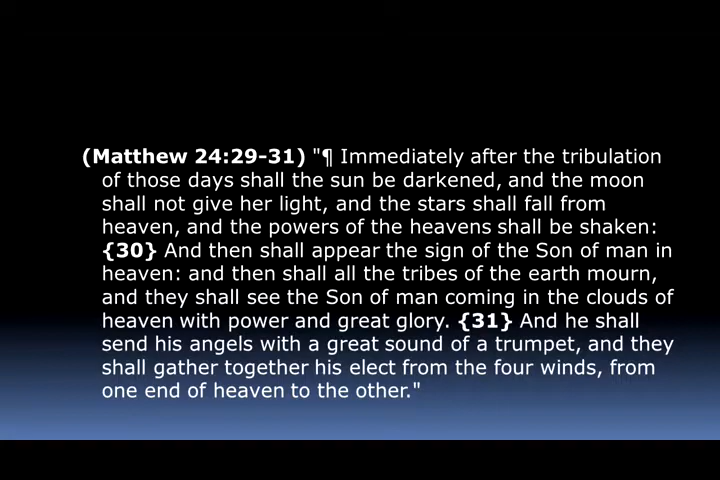 (Matthew 24:29-31) "¶ Immediately after the tribulation
of those days shall the sun be darkened, and the moon
shall not give her light, and the stars shall fall from
heaven, and the powers of the heavens shall be shaken:
{30} And then shall appear the sign of the Son of man in
heaven: and then shall all the tribes of the earth mourn,
and they shall see the Son of man coming in the clouds of
heaven with power and great glory. {31} And he shall
send his angels with a great sound of a trumpet, and they
shall gather together his elect from the four winds, from
one end of heaven to the other."